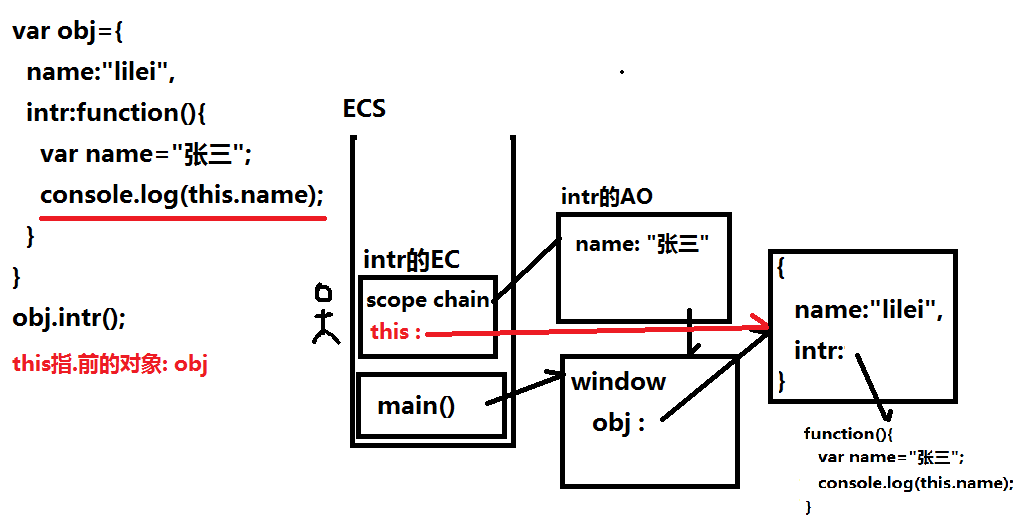 var obj={
name:"lilei",
intr:function(){
var name="张三";
console.log(this.name);
}
}
obj.intr();
this指.前的对象: obj
ECS
intr的EC
scope chain
this :
main()
intr的AO
name: "张三"
window
obj :
{
name:"lilei",
intr:
}
function(){
var name="张三";
console.log(this.name);
}